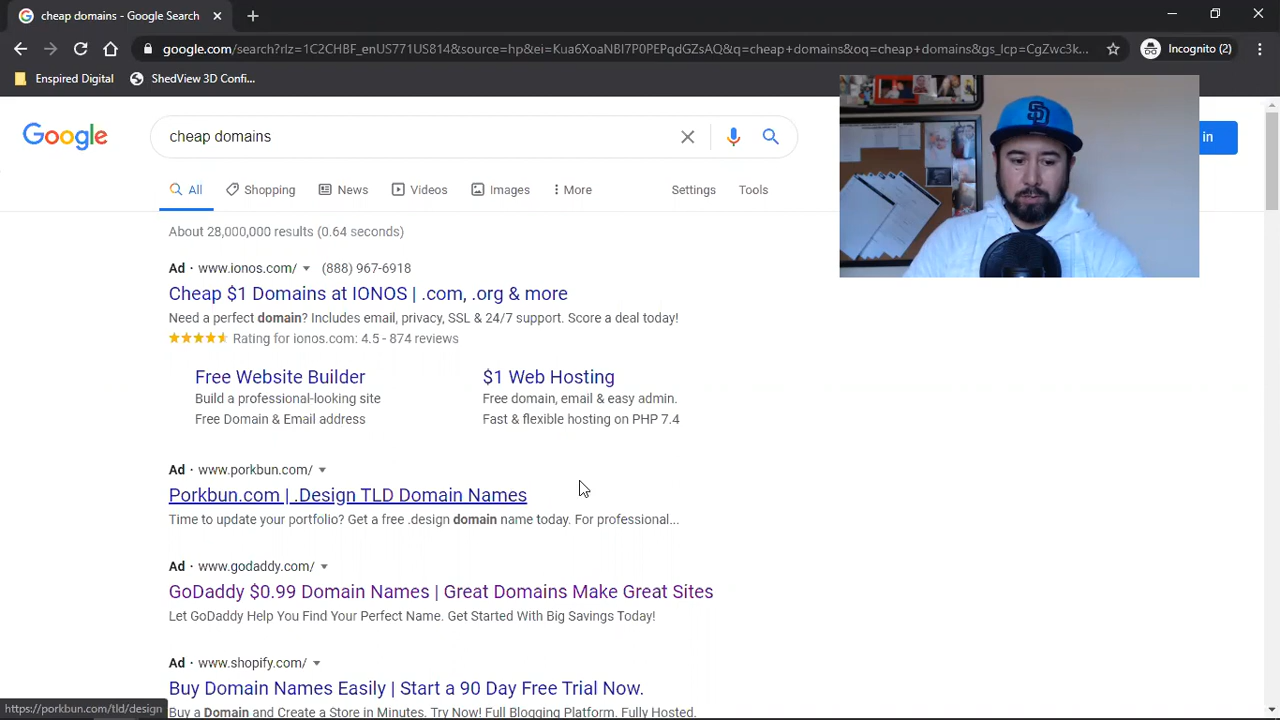 cheap domains - Google Search
google.com/search?rlz=1C2CHBF_enUS771US814&source=hp&ei=Kua6XoaNBI7P0PEPqdGZsAQ&q=cheap+domains&oq=cheap+domains&gs_lcp=CgZwc3k...
Incognito (2)
Enspired Digital
ShedView 3D Confi...
Google
cheap domains
in
All
Shopping
News
Videos
Images
More
Settings
Tools
About 28,000,000 results (0.64 seconds)
Ad · www.ionos.com/ (888) 967-6918
Cheap $1 Domains at IONOS | .com, .org & more
Need a perfect domain? Includes email, privacy, SSL & 24/7 support. Score a deal today!
Rating for ionos.com: 4.5 - 874 reviews
Free Website Builder
Build a professional-looking site
Free Domain & Email address
$1 Web Hosting
Free domain, email & easy admin.
Fast & flexible hosting on PHP 7.4
Ad · www.porkbun.com/
Porkbun.com | .Design TLD Domain Names
Time to update your portfolio? Get a free .design domain name today. For professional...
Ad · www.godaddy.com/
GoDaddy $0.99 Domain Names | Great Domains Make Great Sites
Let GoDaddy Help You Find Your Perfect Name. Get Started With Big Savings Today!
Ad · www.shopify.com/
Buy Domain Names Easily | Start a 90 Day Free Trial Now.
Buy a Domain and Create a Store in Minutes. Try Now! Full Blogging Platform. Fully Hosted.
https://porkbun.com/tld/design
SD